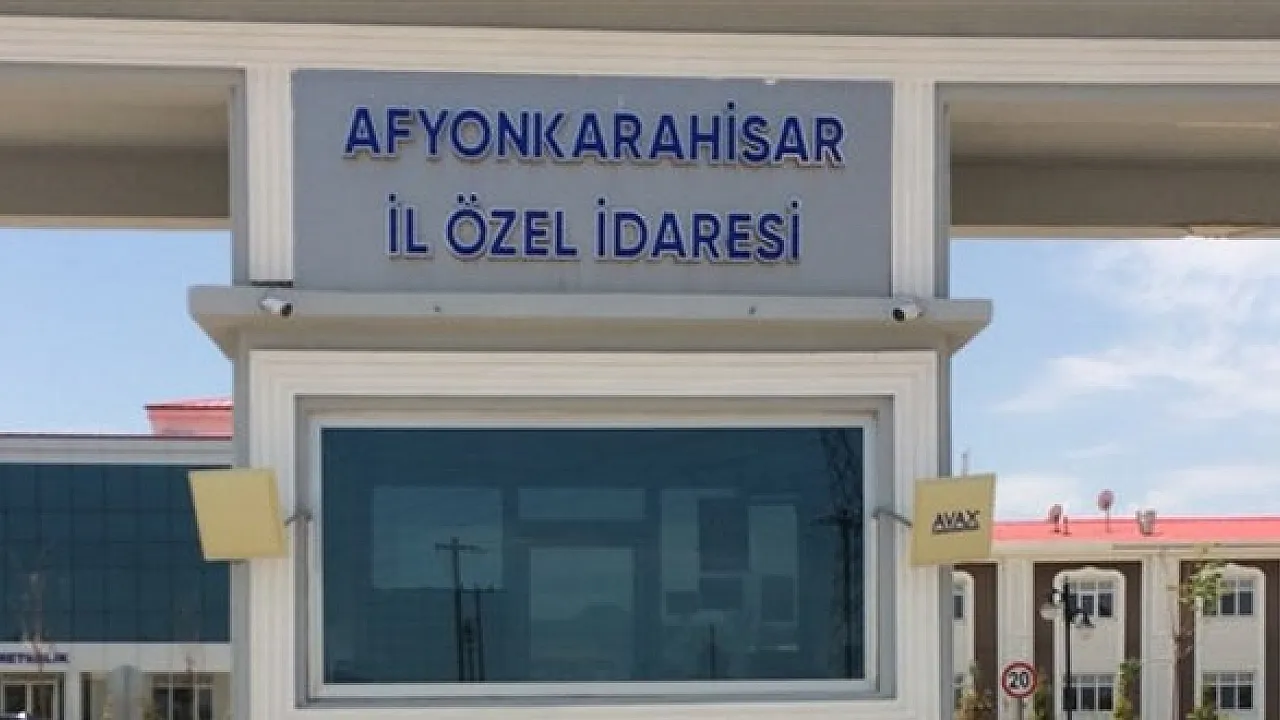 AFYONKARAHİSAR
İL ÖZEL İDARESİ
AVAX
20